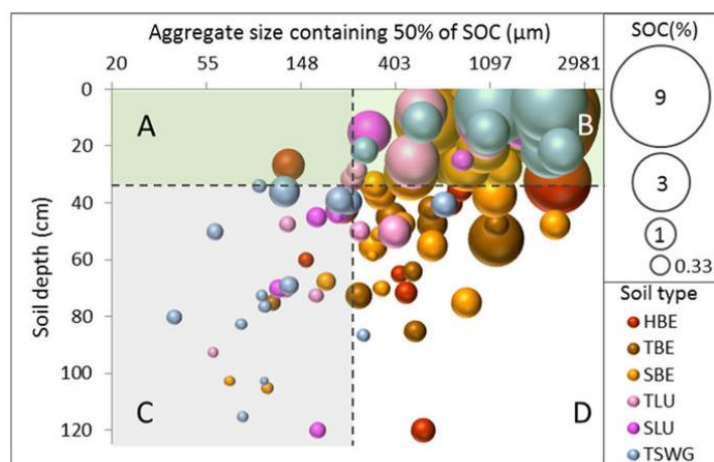 Aggregate size containing 50% of SOC (µm)
20 55 148 403 1097 2981
Soil depth (cm)
0
20
40
60
80
100
120
A
B
C
D
SOC(%)
9
3
1
0.33
Soil type
HBE
TBE
SBE
TLU
SLU
TSWG